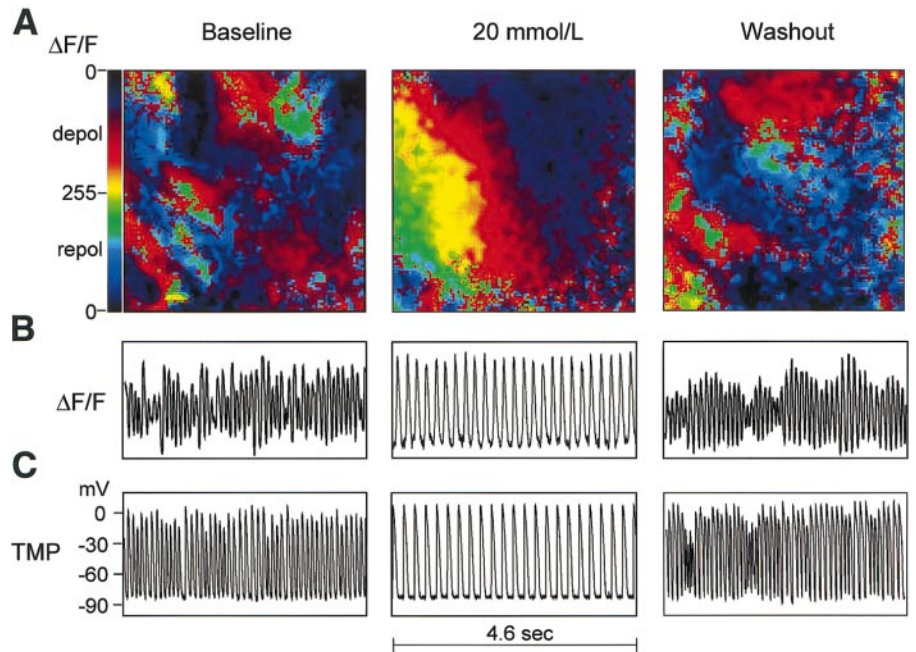 A
ΔF/F
Baseline
20 mmol/L
Washout
0
depol
255
repol
0
B
ΔF/F
C
mV
0
-30
TMP
-60
-90
4.6 sec